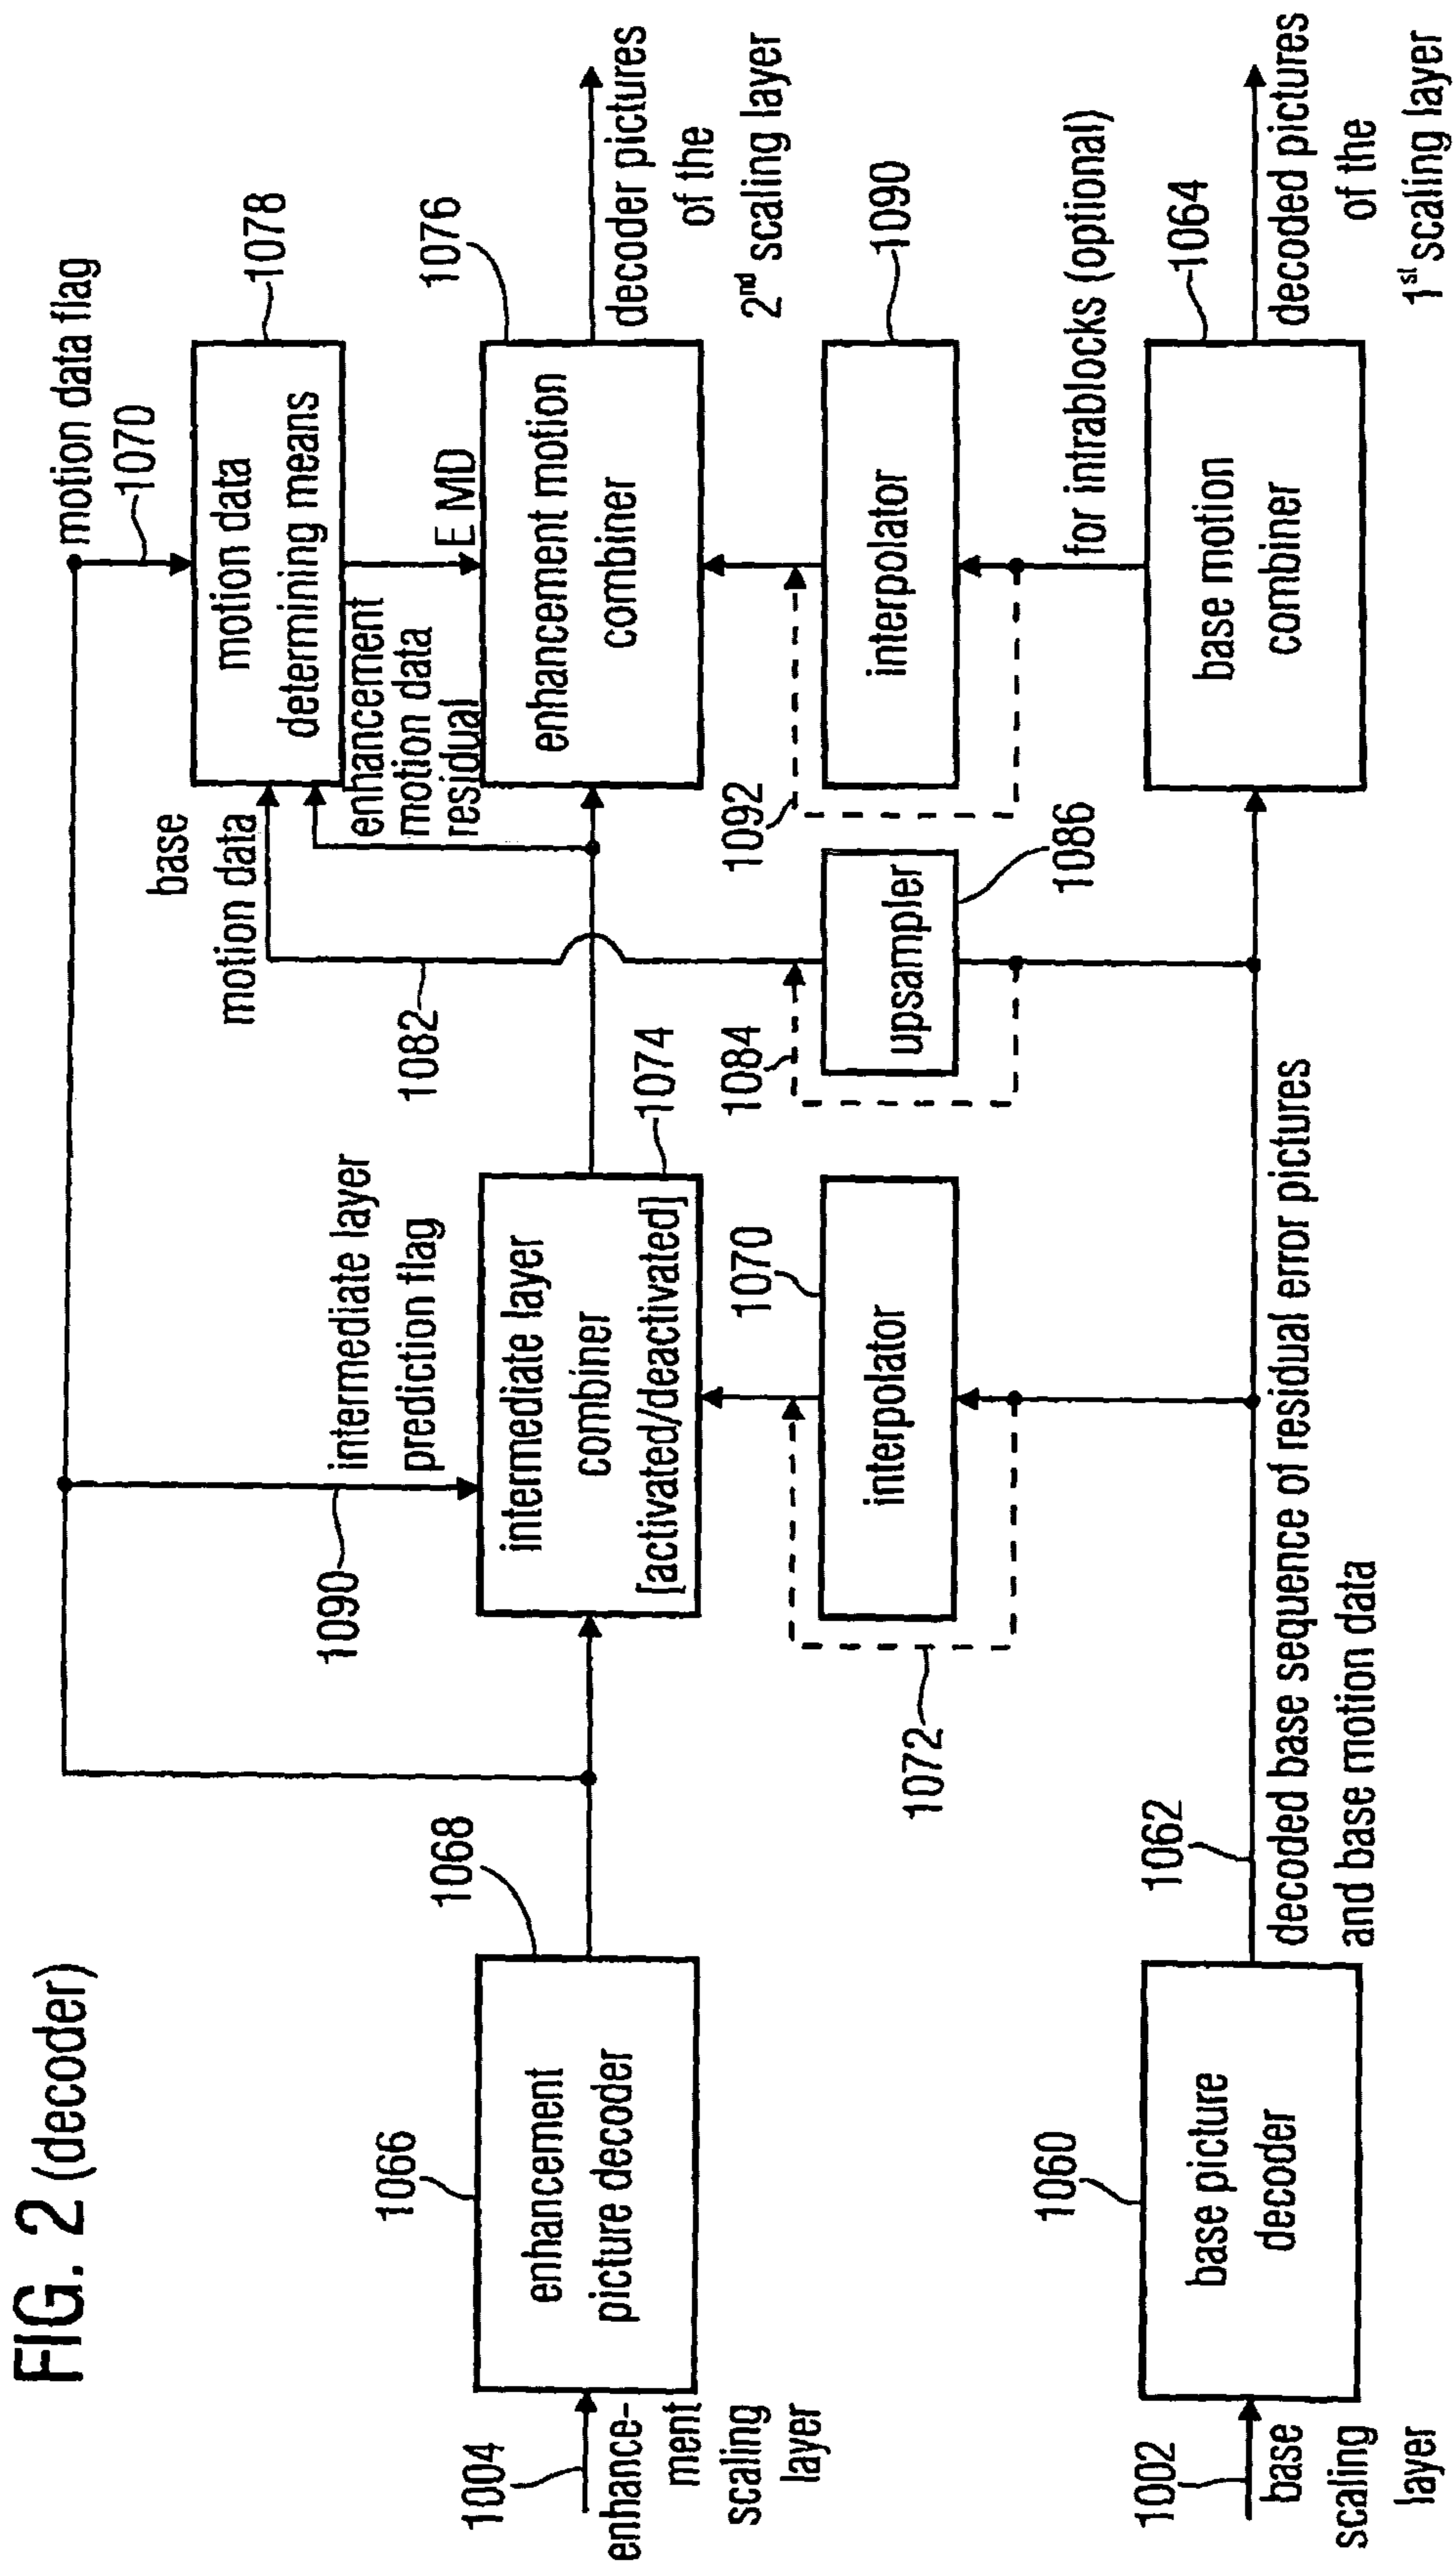 FIG. 2 (decoder)
motion data flag
1070
motion data
determining means
1078
base
motion data
enhancement
motion data
residual
E MD
1082
intermediate layer
prediction flag
1090
1004
enhance-
ment
scaling
layer
1066
enhancement
picture decoder
1068
intermediate layer
combiner
[activated/deactivated]
1074
enhancement motion
combiner
1076
decoder pictures
of the
2nd scaling layer
1072
interpolator
1070
1084
upsampler
1086
1092
interpolator
1090
for intrablocks (optional)
1002
base
scaling
layer
1060
base picture
decoder
1062
decoded base sequence of residual error pictures
and base motion data
base motion
combiner
1064
decoded pictures
of the
1st scaling layer